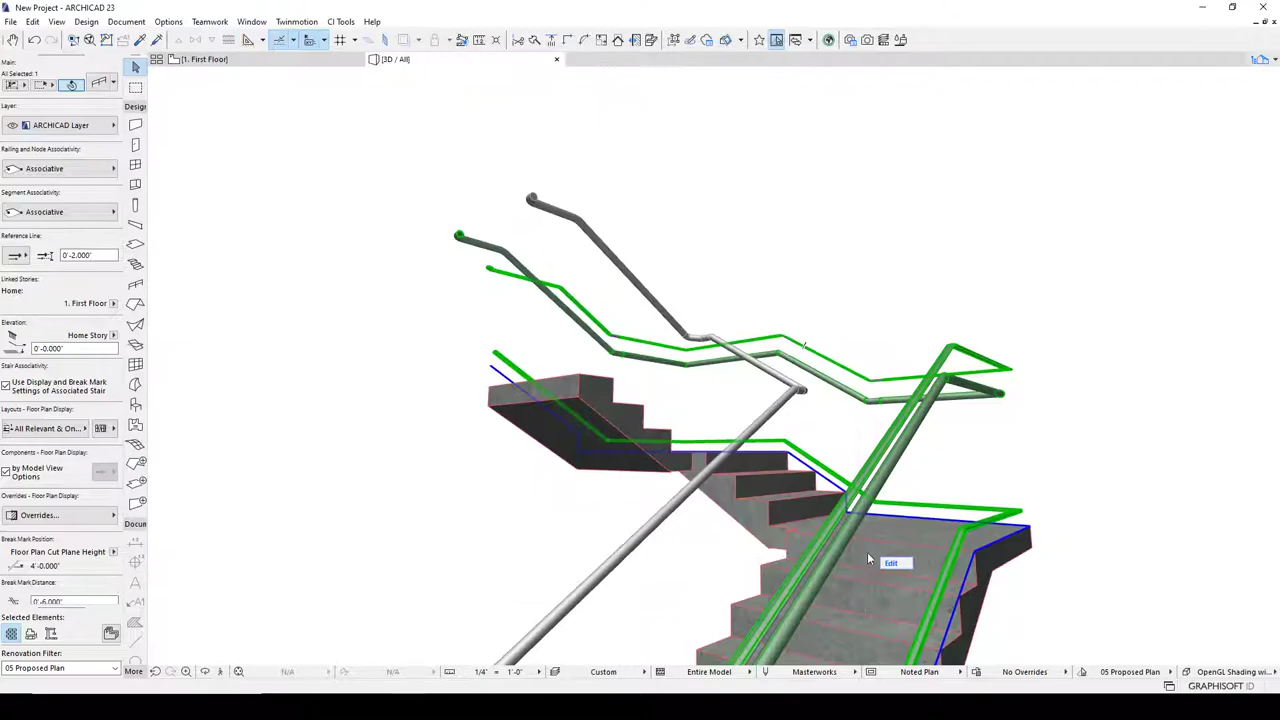 New Project - ARCHICAD 23
File Edit View Design Document Options Teamwork Window Twinmotion CI Tools Help
[1. First Floor]
[3D / All]
Main:
All Selected: 1
Design
Layer:
ARCHICAD Layer
Railing and Node Associativity:
Associative
Segment Associativity:
Associative
Reference Line:
0'-2.000"
Linked Stories:
Home:
1. First Floor
Elevation:
Home Story
0'-0.000"
Stair Associativity:
Use Display and Break Mark
Settings of Associated Stair
Layouts - Floor Plan Display:
All Relevant & On...
Components - Floor Plan Display:
by Model View
Options
Overrides - Floor Plan Display:
Overrides...
Docum
Break Mark Position:
Floor Plan Cut Plane Height
4'-0.000"
Break Mark Distance:
0'-6.000"
Selected Elements:
Renovation Filter:
05 Proposed Plan
More
Edit
N/A
N/A
1/4" = 1'-0"
Custom
Entire Model
Masterworks
Noted Plan
No Overrides
05 Proposed Plan
OpenGL Shading wi...
GRAPHISOFT ID